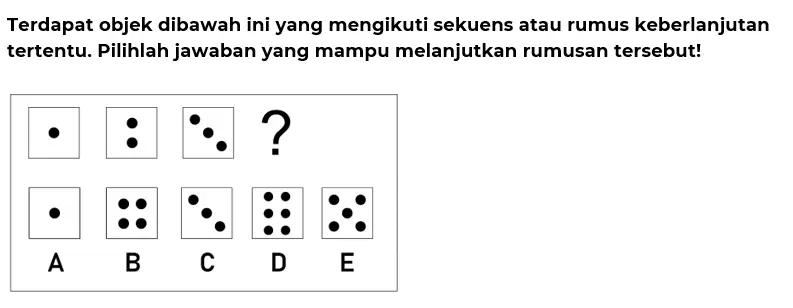 Terdapat objek dibawah ini yang mengikuti sekuens atau rumus keberlanjutan
tertentu. Pilihlah jawaban yang mampu melanjutkan rumusan tersebut!
?
A B C D E